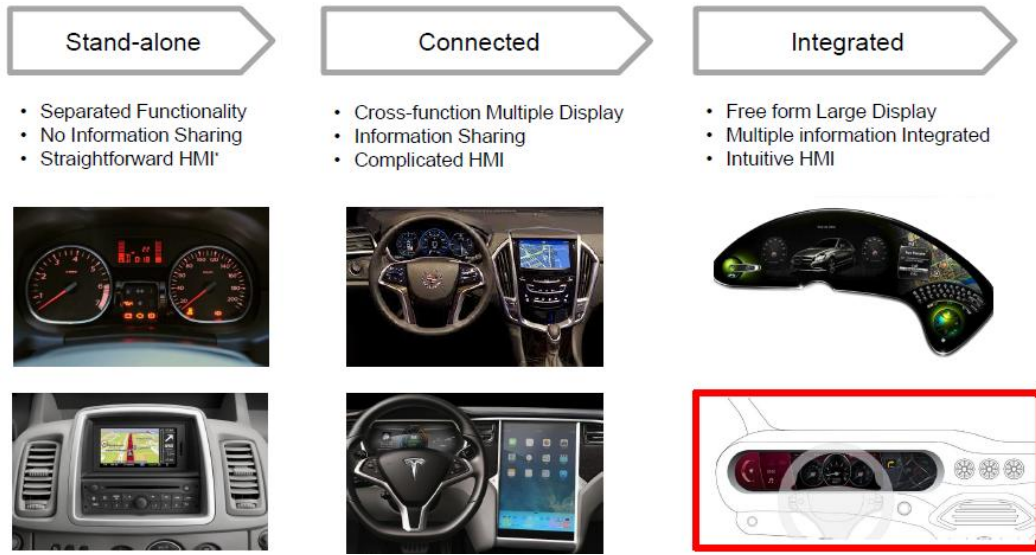 Stand-alone
Connected
Integrated
• Separated Functionality
• No Information Sharing
• Straightforward HMI*
• Cross-function Multiple Display
• Information Sharing
• Complicated HMI
• Free form Large Display
• Multiple information Integrated
• Intuitive HMI